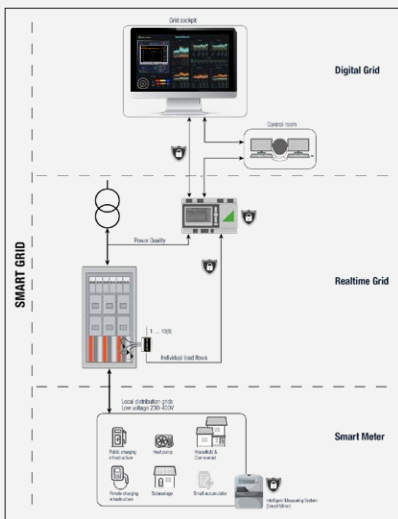 Grid cockpit
Digital Grid
Control room
SMART GRID
Power Quality
Realtime Grid
1 ... 10(8)
Individual load flows
Local distribution grids
Low voltage 230-400V
Smart Meter
Public charging
infrastructure
Heat pump
Household &
Commercial
Private charging
infrastructure
Intelligent Measuring System
(Smart Meter)